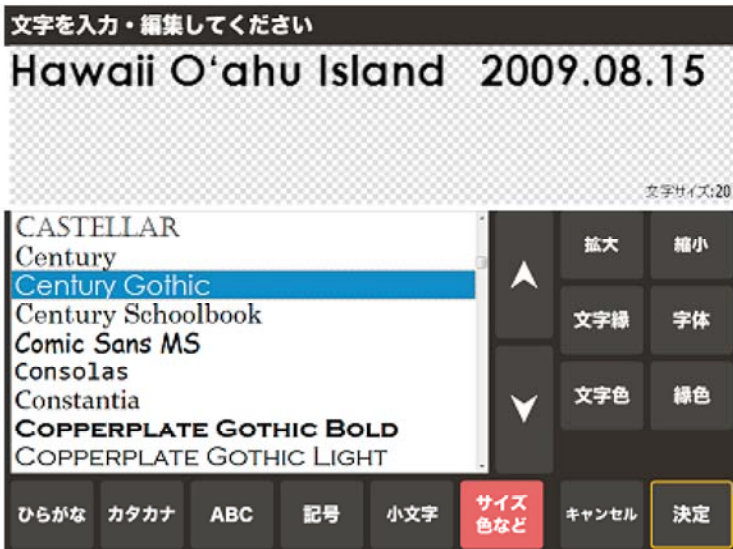 文字を入力・編集してください
Hawaii Oʻahu Island 2009.08.15
文字サイズ:20
CASTELLAR
Century
Century Gothic
Century Schoolbook
Comic Sans MS
Consolas
Constantia
COPPERPLATE GOTHIC BOLD
COPPERPLATE GOTHIC LIGHT
拡大 縮小
文字縁 字体
文字色 縁色
ひらがな カタカナ ABC 記号 小文字 サイズ色など キャンセル 決定